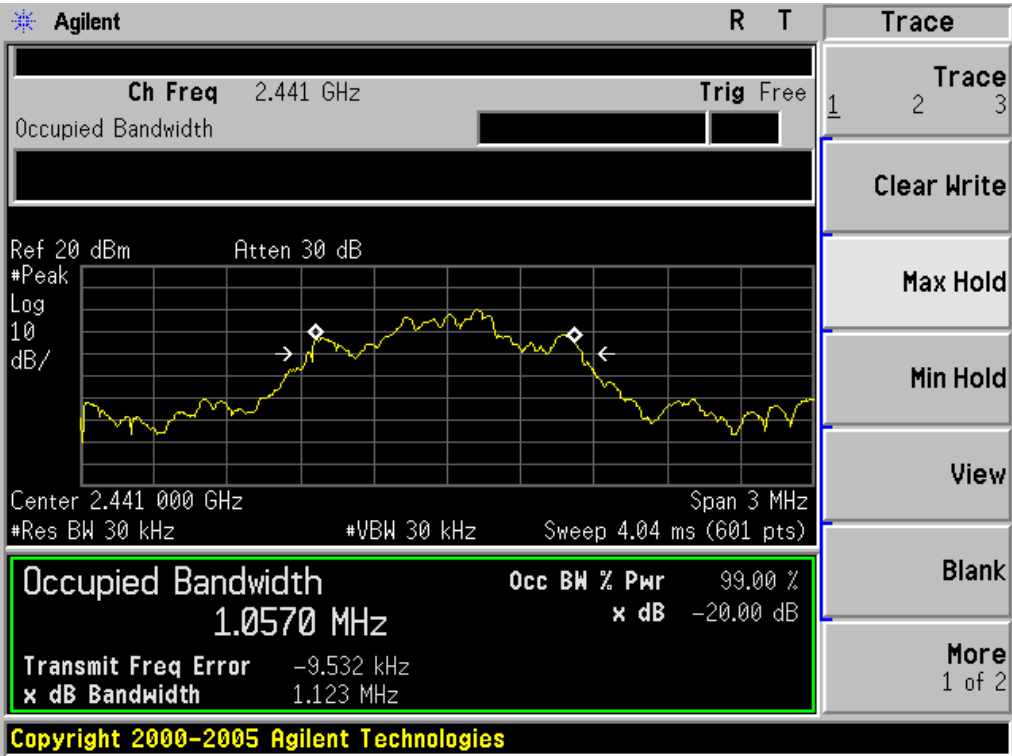 Agilent R T Trace
Ch Freq 2.441 GHz Trig Free
Occupied Bandwidth
Trace
1 2 3
Clear Write
Max Hold
Min Hold
View
Blank
More
1 of 2
Ref 20 dBm Atten 30 dB
#Peak
Log
10
dB/
Center 2.441 000 GHz Span 3 MHz
#Res BW 30 kHz #VBW 30 kHz Sweep 4.04 ms (601 pts)
Occupied Bandwidth Occ BW % Pwr 99.00 %
1.0570 MHz x dB -20.00 dB
Transmit Freq Error -9.532 kHz
x dB Bandwidth 1.123 MHz
Copyright 2000-2005 Agilent Technologies